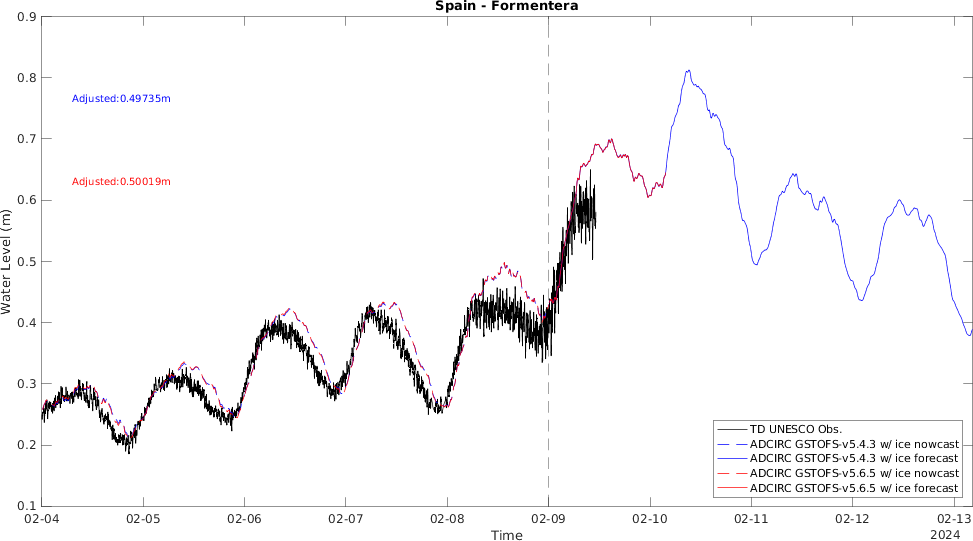 Spain - Formentera
0.9
0.8
0.7
0.6
0.5
0.4
0.3
0.2
0.1
Water Level (m)
Adjusted:0.49735m
Adjusted:0.50019m
TD UNESCO Obs.
ADCIRC GSTOFS-v5.4.3 w/ ice nowcast
ADCIRC GSTOFS-v5.4.3 w/ ice forecast
ADCIRC GSTOFS-v5.6.5 w/ ice nowcast
ADCIRC GSTOFS-v5.6.5 w/ ice forecast
02-04 02-05 02-06 02-07 02-08 02-09 02-10 02-11 02-12 02-13
Time
2024